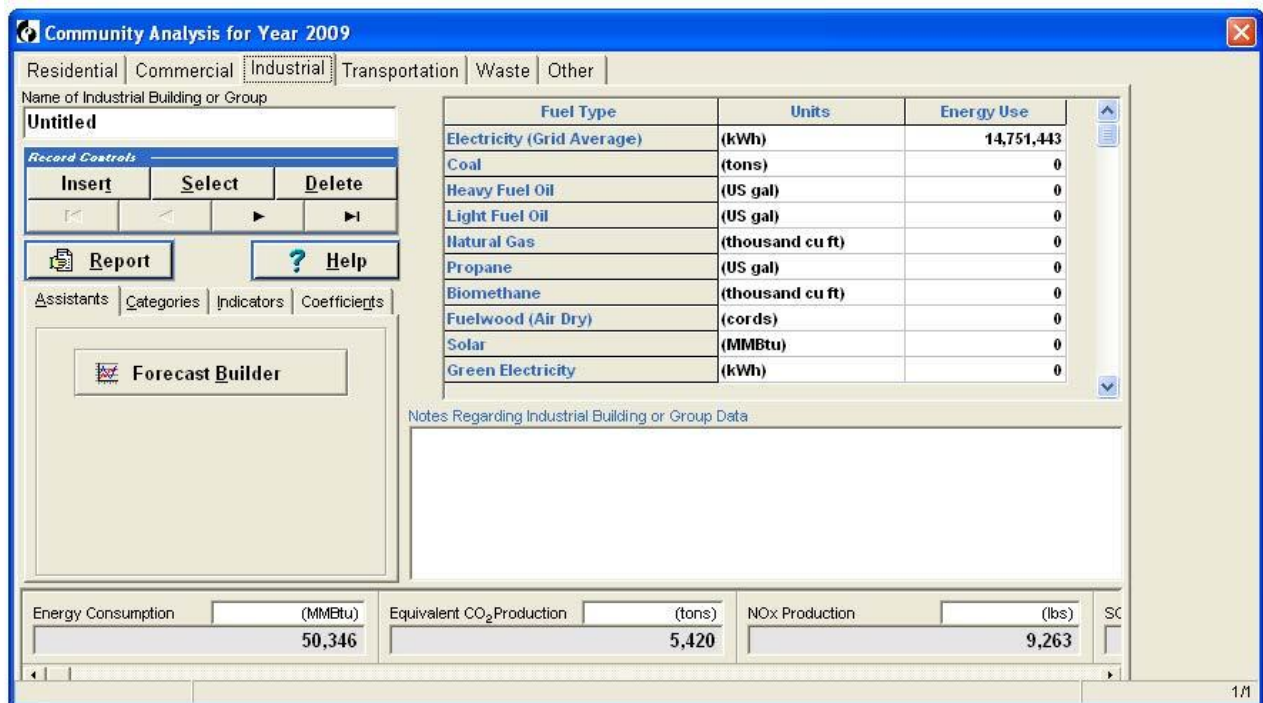 Community Analysis for Year 2009
Residential Commercial Industrial Transportation Waste Other
Name of Industrial Building or Group
Untitled
Record Controls
Insert Select Delete
Report Help
Assistants Categories Indicators Coefficients
Forecast Builder
Fuel Type Units Energy Use
Electricity (Grid Average) (kWh) 14,751,443
Coal (tons) 0
Heavy Fuel Oil (US gal) 0
Light Fuel Oil (US gal) 0
Natural Gas (thousand cu ft) 0
Propane (US gal) 0
Biomethane (thousand cu ft) 0
Fuelwood (Air Dry) (cords) 0
Solar (MMBtu) 0
Green Electricity (kWh) 0
Notes Regarding Industrial Building or Group Data
Energy Consumption (MMBtu) Equivalent CO₂ Production (tons) NOx Production (lbs)
50,346 5,420 9,263
1/1